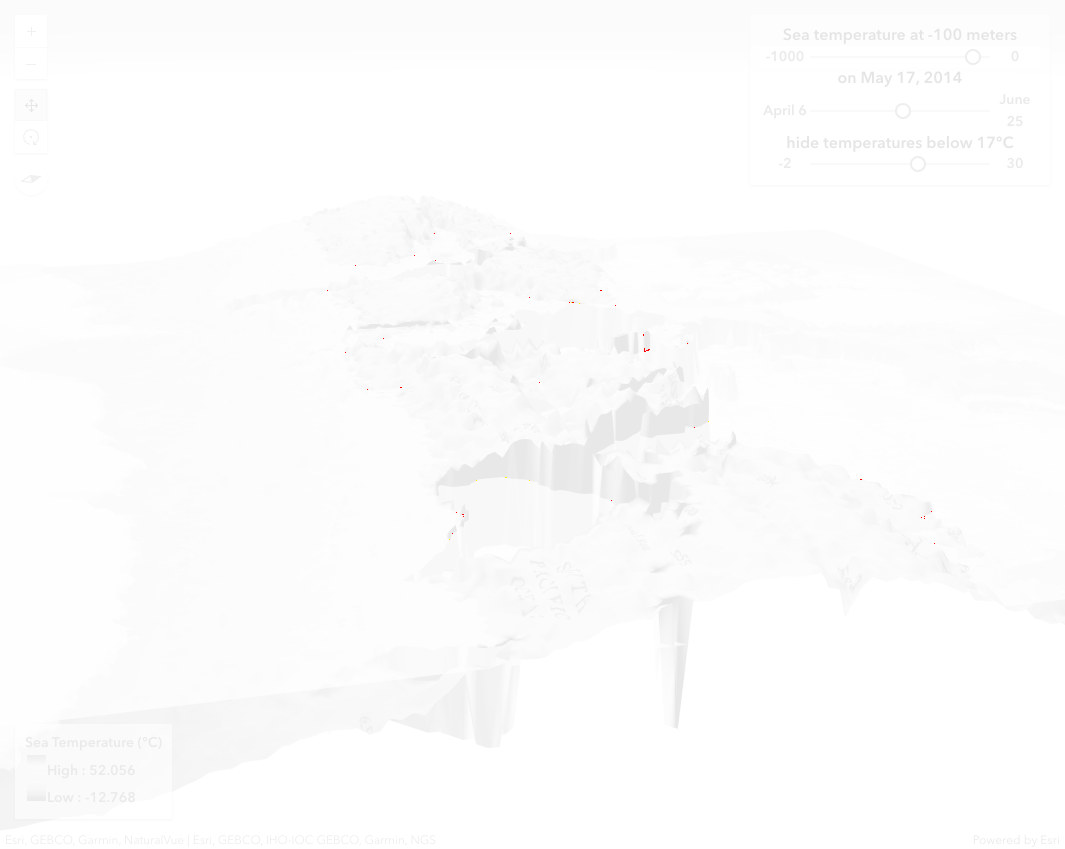 +
−
Sea temperature at -100 meters
-1000 0
on May 17, 2014
April 6 June 25
hide temperatures below 17°C
-2 30
Sea Temperature (°C)
High : 52.056
Low : -12.768
Esri, GEBCO, Garmin, NaturalVue | Esri, GEBCO, IHO-IOC GEBCO, Garmin, NGS
Powered by Esri